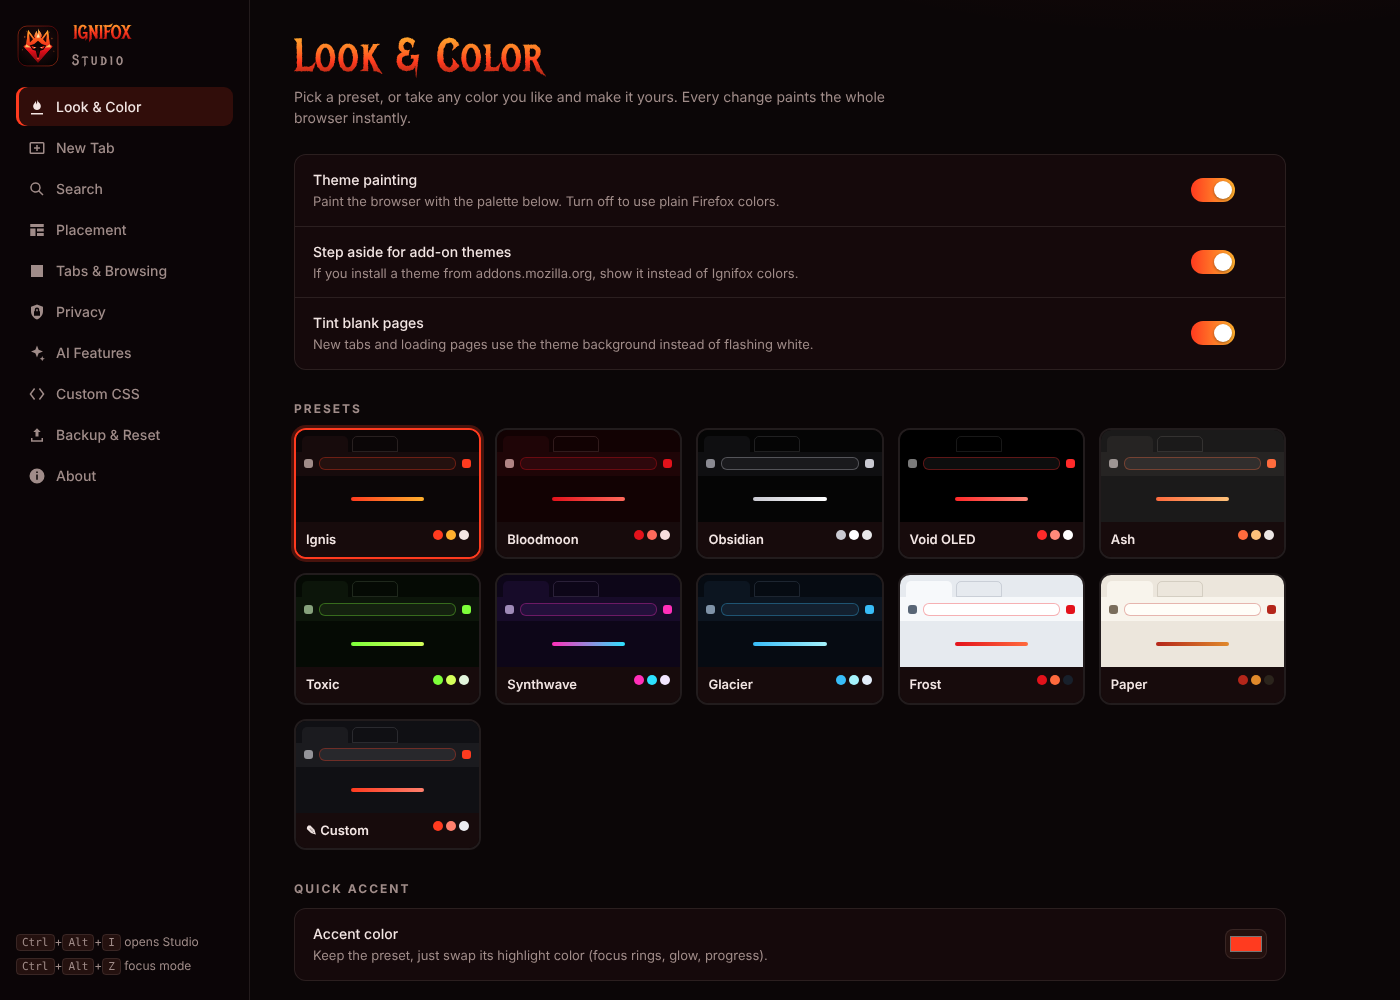 IGNIFOX
Studio
Look & Color
New Tab
Search
Placement
Tabs & Browsing
Privacy
AI Features
Custom CSS
Backup & Reset
About
Ctrl+Alt+I opens Studio
Ctrl+Alt+Z focus mode
Look & Color
Pick a preset, or take any color you like and make it yours. Every change paints the whole
browser instantly.
Theme painting
Paint the browser with the palette below. Turn off to use plain Firefox colors.
Step aside for add-on themes
If you install a theme from addons.mozilla.org, show it instead of Ignifox colors.
Tint blank pages
New tabs and loading pages use the theme background instead of flashing white.
PRESETS
Ignis
Bloodmoon
Obsidian
Void OLED
Ash
Toxic
Synthwave
Glacier
Frost
Paper
✎ Custom
QUICK ACCENT
Accent color
Keep the preset, just swap its highlight color (focus rings, glow, progress).